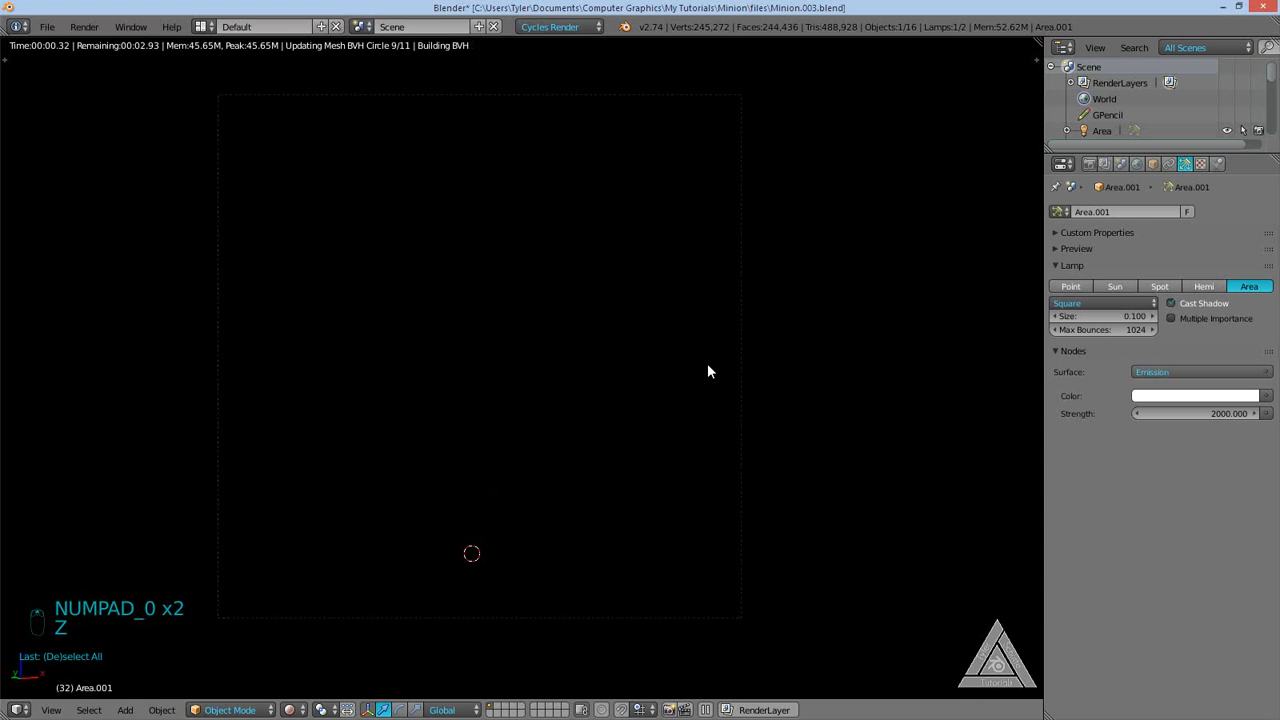 Blender* [C:\Users\Tyler\Documents\Computer Graphics\My Tutorials\Minion\files\Minion.003.blend]
File Render Window Help Default Scene Cycles Render v2.74 | Verts:245,272 | Faces:244,436 | Tris:488,928 | Objects:1/16 | Lamps:1/2 | Mem:52.62M | Area.001
Time:00:00.32 | Remaining:00:02.93 | Mem:45.65M, Peak:45.65M | Updating Mesh BVH Circle 9/11 | Building BVH
View Search All Scenes
Scene
RenderLayers |
World
GPencil
Area |
Area.001 Area.001
Area.001 F
Custom Properties
Preview
Lamp
Point Sun Spot Hemi Area
Square Cast Shadow
Size: 0.100 Multiple Importance
Max Bounces: 1024
Nodes
Surface: Emission
Color:
Strength: 2000.000
NUMPAD_0 x2
Z
Last: (De)select All
(32) Area.001
Tutorials
View Select Add Object Object Mode Global RenderLayer